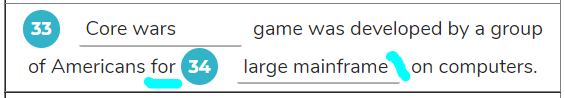 33 Core wars game was developed by a group
of Americans for 34 large mainframe on computers.